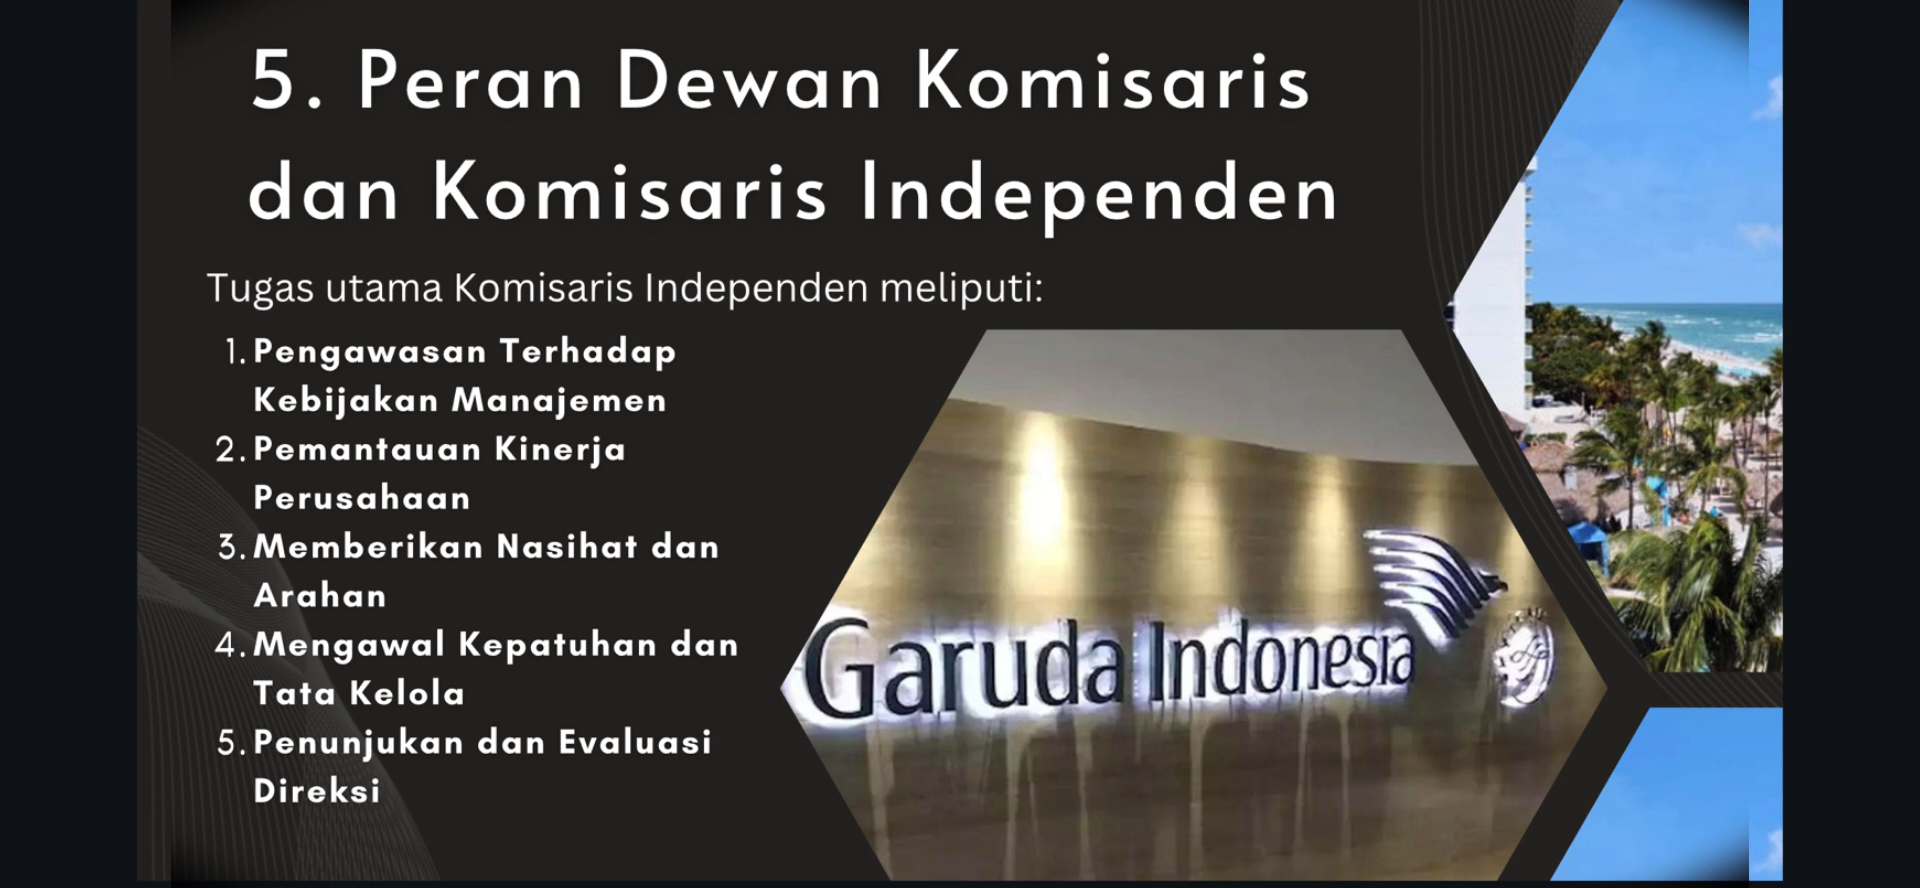 5. Peran Dewan Komisaris
dan Komisaris Independen
Tugas utama Komisaris Independen meliputi:
1. Pengawasan Terhadap
Kebijakan Manajemen
2. Pemantauan Kinerja
Perusahaan
3. Memberikan Nasihat dan
Arahan
4. Mengawal Kepatuhan dan
Tata Kelola
5. Penunjukan dan Evaluasi
Direksi
Garuda Indonesia